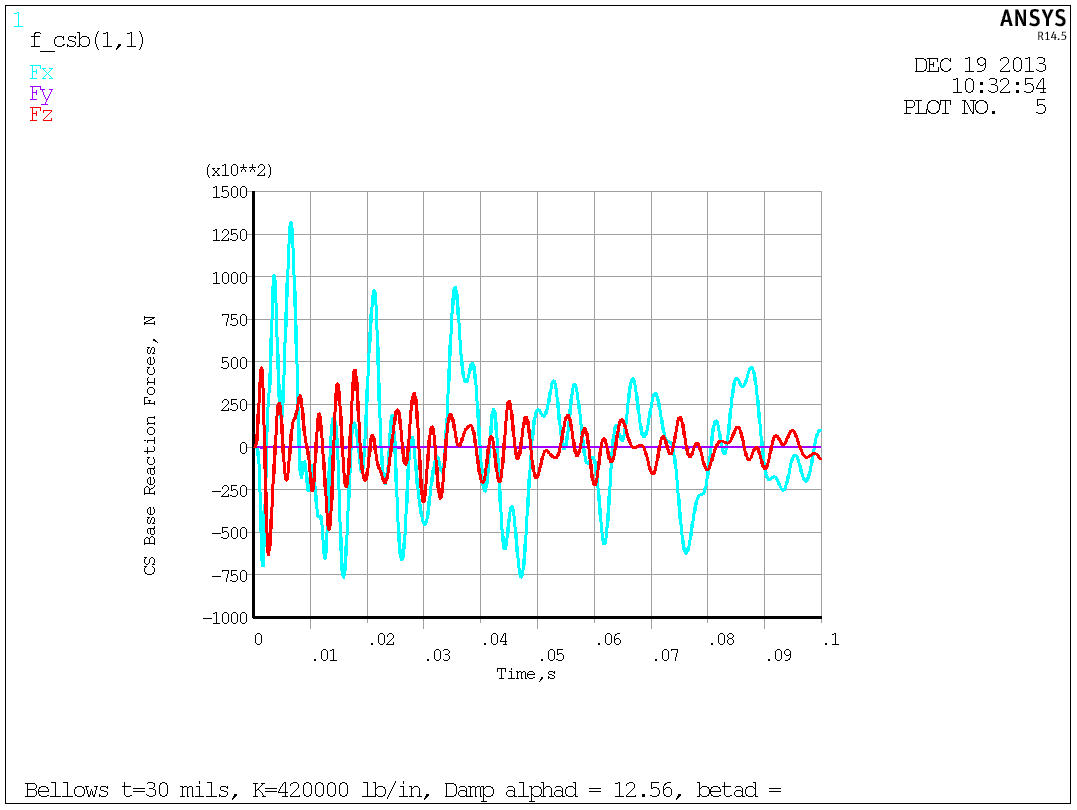 1
ANSYS
R14.5
f_csb(1,1)
Fx
Fy
Fz
DEC 19 2013
10:32:54
PLOT NO. 5
(x10**2)
1500
1250
1000
750
500
250
0
-250
-500
-750
-1000
CS Base Reaction Forces, N
0
.01
.02
.03
.04
.05
.06
.07
.08
.09
.1
Time,s
Bellows t=30 mils, K=420000 lb/in, Damp alphad = 12.56, betad =